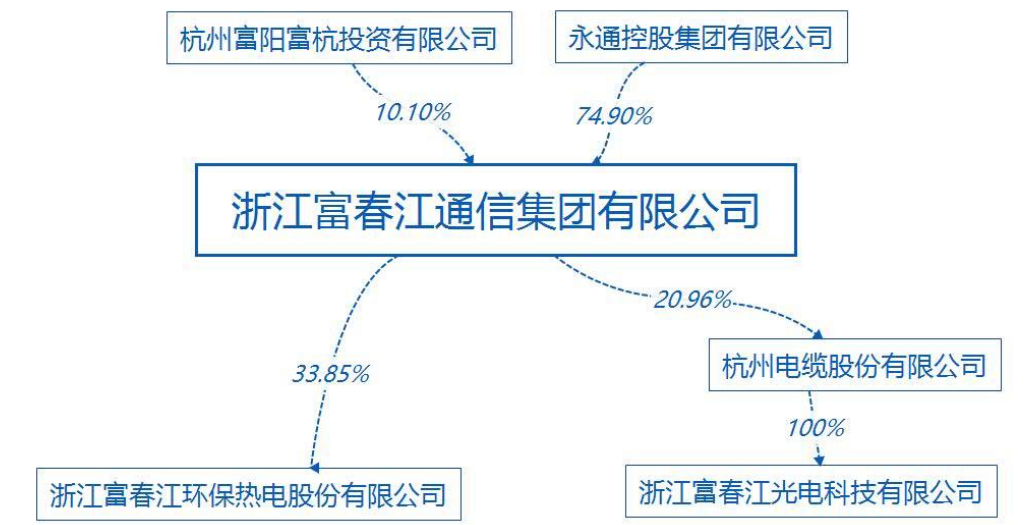 杭州富阳富杭投资有限公司
永通控股集团有限公司
10.10%
74.90%
浙江富春江通信集团有限公司
20.96%
33.85%
杭州电缆股份有限公司
100%
浙江富春江环保热电股份有限公司
浙江富春江光电科技有限公司